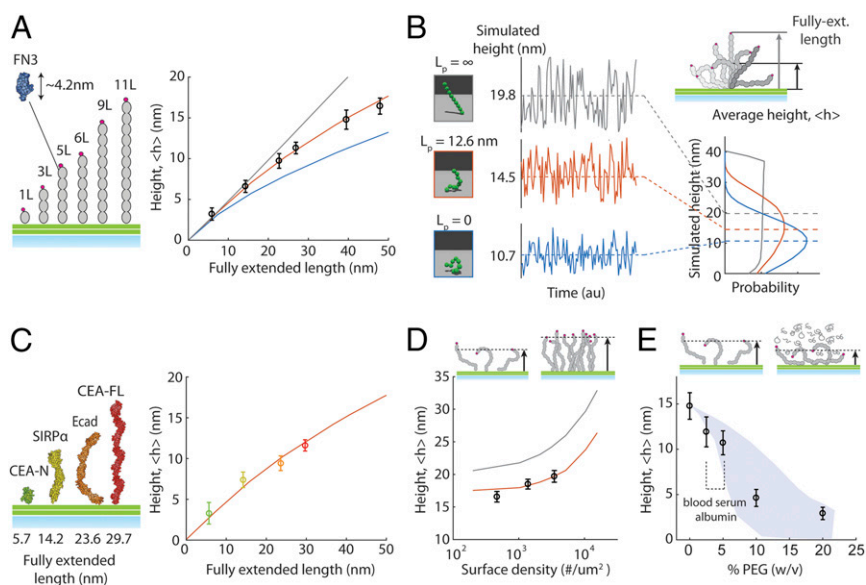 A
FN3
~4.2nm
1L
3L
5L
6L
9L
11L
Height, <h> (nm)
20
15
10
5
0
0 10 20 30 40 50
Fully extended length (nm)
B
Simulated
height (nm)
Lp = ∞
19.8
Lp = 12.6 nm
14.5
Lp = 0
10.7
Time (au)
Fully-ext.
length
Average height, <h>
Simulated height (nm)
40
30
20
10
0
Probability
C
CEA-FL
Ecad
SIRPα
CEA-N
5.7 14.2 23.6 29.7
Fully extended
length (nm)
Height, <h> (nm)
20
15
10
5
0
0 10 20 30 40 50
Fully extended length (nm)
D
Height, <h> (nm)
40
30
20
10
0
10² 10³ 10⁴
Surface density (#/um²)
E
Height, <h> (nm)
15
10
5
0
blood serum
albumin
0 5 10 15 20 25
% PEG (w/v)